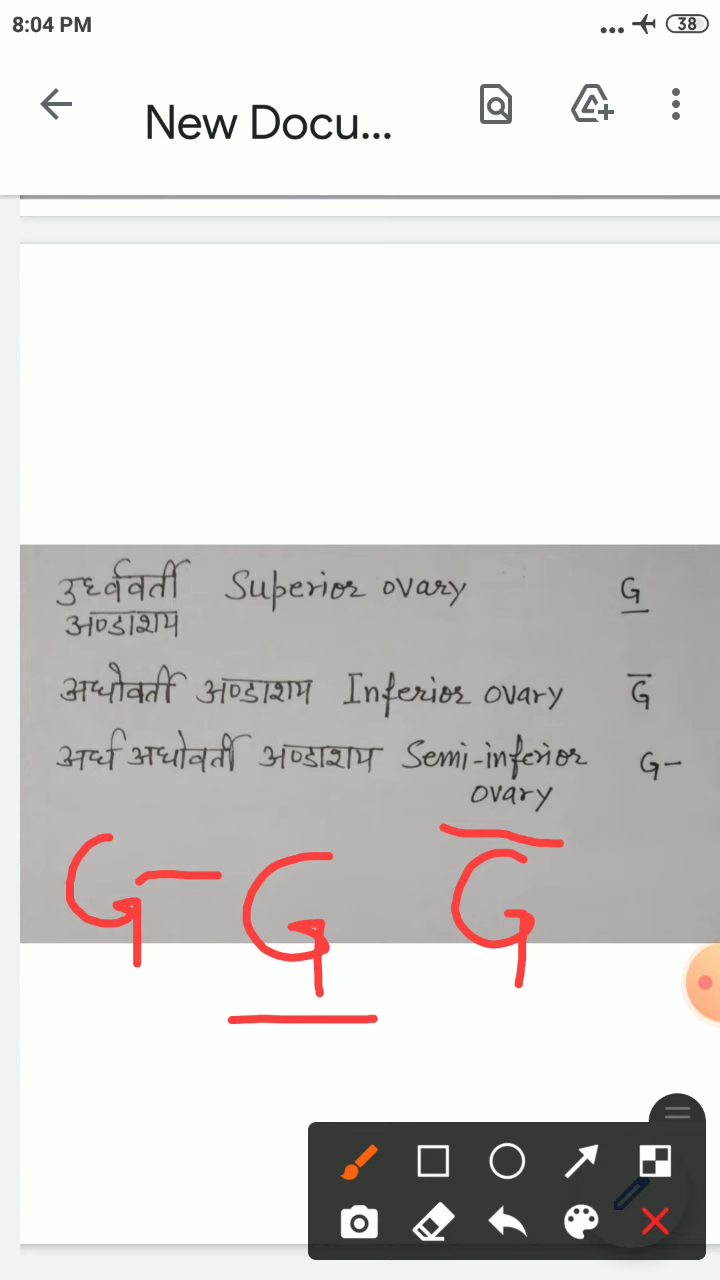 8:04 PM ... 38
New Docu...
उर्ध्ववर्ती Superior ovary G
अण्डाशय
अधोवर्ती अण्डाशय Inferior ovary G̅
अर्ध अधोवर्ती अण्डाशय Semi-inferior G-
ovary
G- G G̅